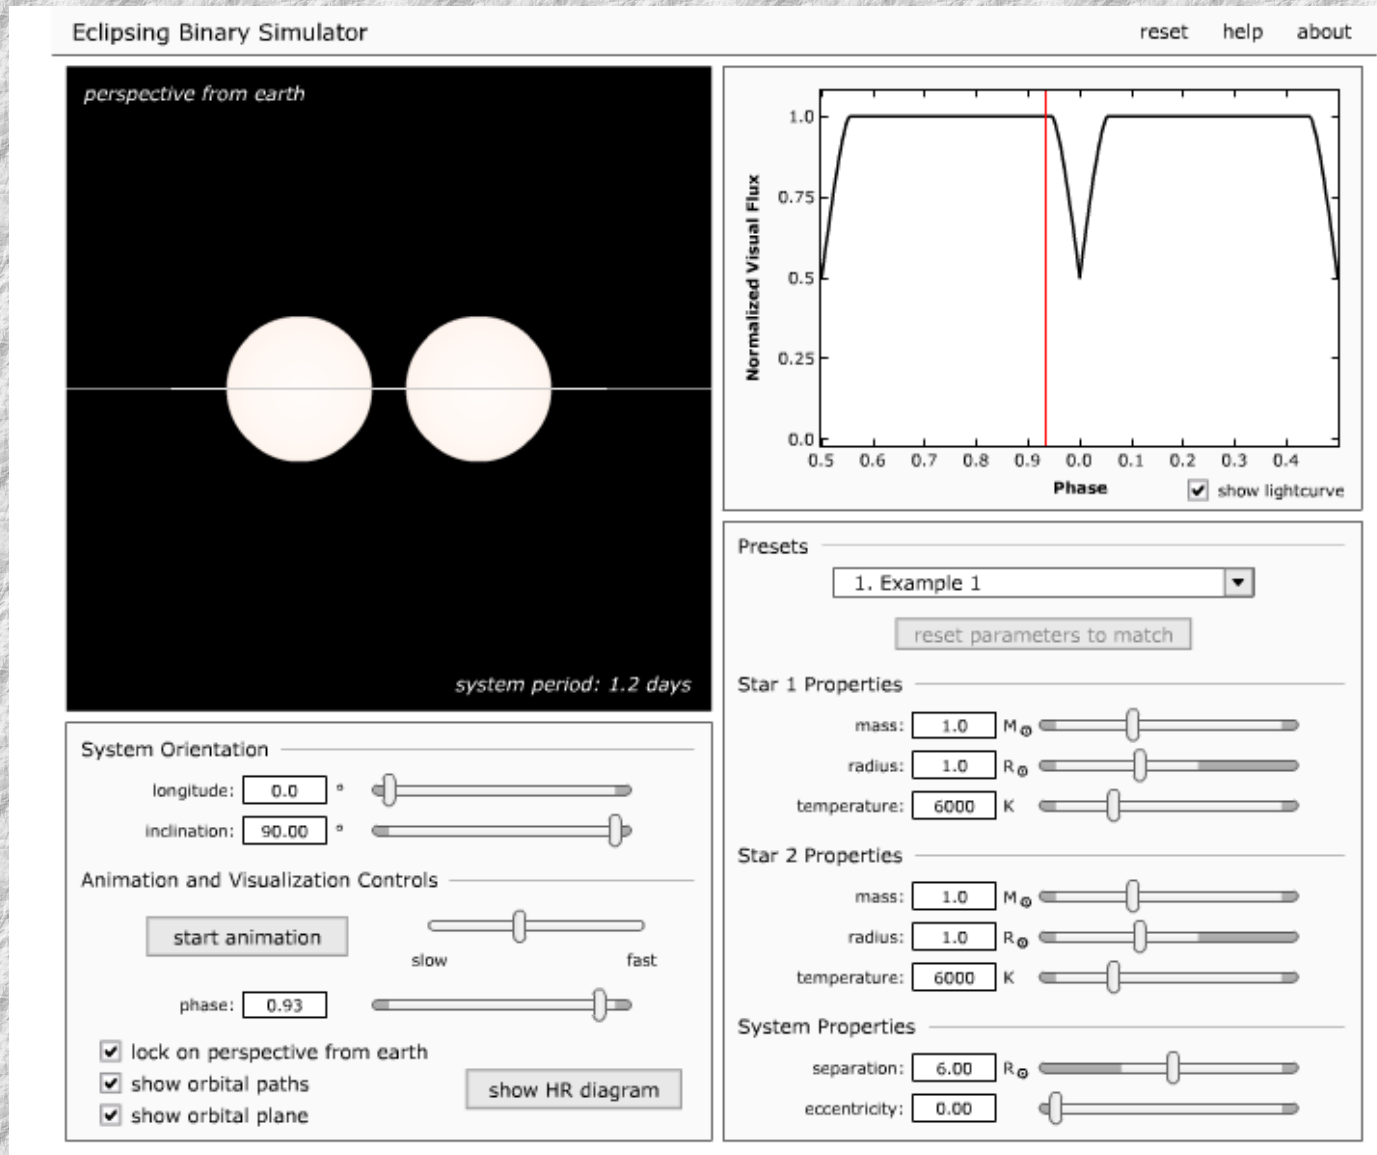 Eclipsing Binary Simulator
reset help about
perspective from earth
system period: 1.2 days
Normalized Visual Flux
1.0
0.75
0.5
0.25
0.0
0.5 0.6 0.7 0.8 0.9 0.0 0.1 0.2 0.3 0.4
Phase
show lightcurve
System Orientation
longitude: 0.0 °
inclination: 90.00 °
Animation and Visualization Controls
start animation
slow fast
phase: 0.93
lock on perspective from earth
show orbital paths
show orbital plane
show HR diagram
Presets
1. Example 1
reset parameters to match
Star 1 Properties
mass: 1.0 M⊙
radius: 1.0 R⊙
temperature: 6000 K
Star 2 Properties
mass: 1.0 M⊙
radius: 1.0 R⊙
temperature: 6000 K
System Properties
separation: 6.00 R⊙
eccentricity: 0.00